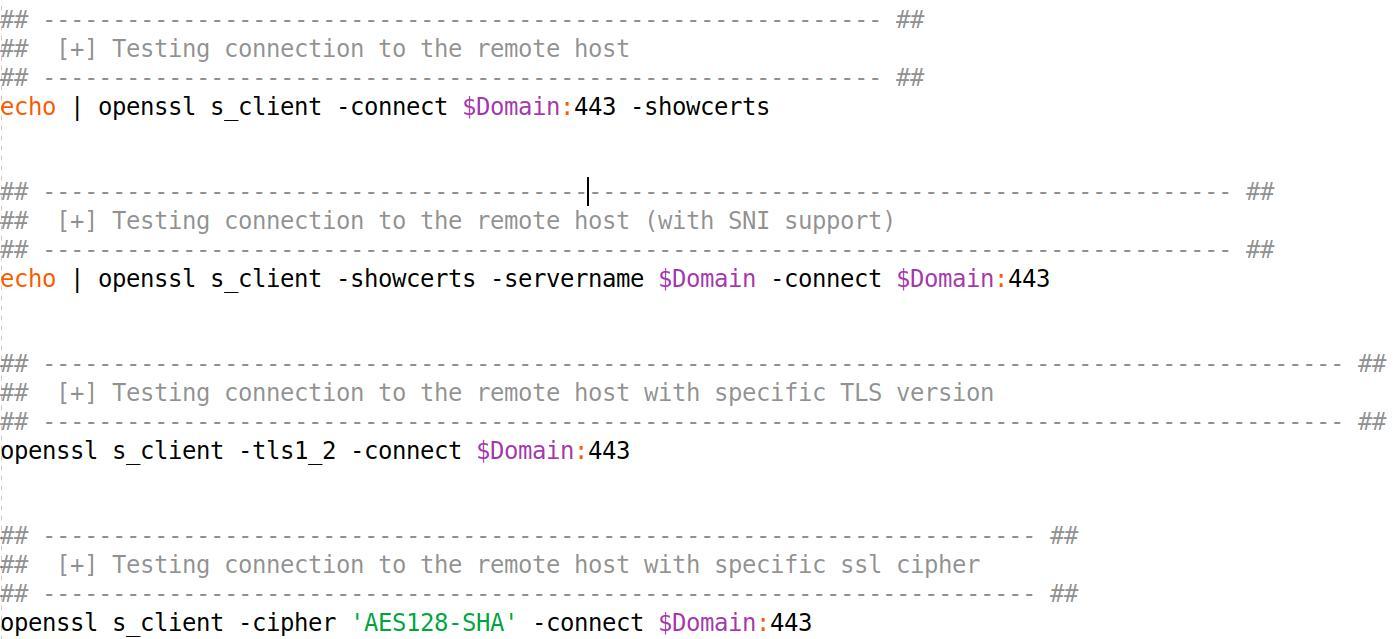 ## ------------------------------------------------------------ ##
##  [+] Testing connection to the remote host
## ------------------------------------------------------------ ##
echo | openssl s_client -connect $Domain:443 -showcerts
## ------------------------------------------------------------------------------------- ##
##  [+] Testing connection to the remote host (with SNI support)
## ------------------------------------------------------------------------------------- ##
echo | openssl s_client -showcerts -servername $Domain -connect $Domain:443
## --------------------------------------------------------------------------------------------- ##
##  [+] Testing connection to the remote host with specific TLS version
## --------------------------------------------------------------------------------------------- ##
openssl s_client -tls1_2 -connect $Domain:443
## ----------------------------------------------------------------------- ##
##  [+] Testing connection to the remote host with specific ssl cipher
## ----------------------------------------------------------------------- ##
openssl s_client -cipher 'AES128-SHA' -connect $Domain:443